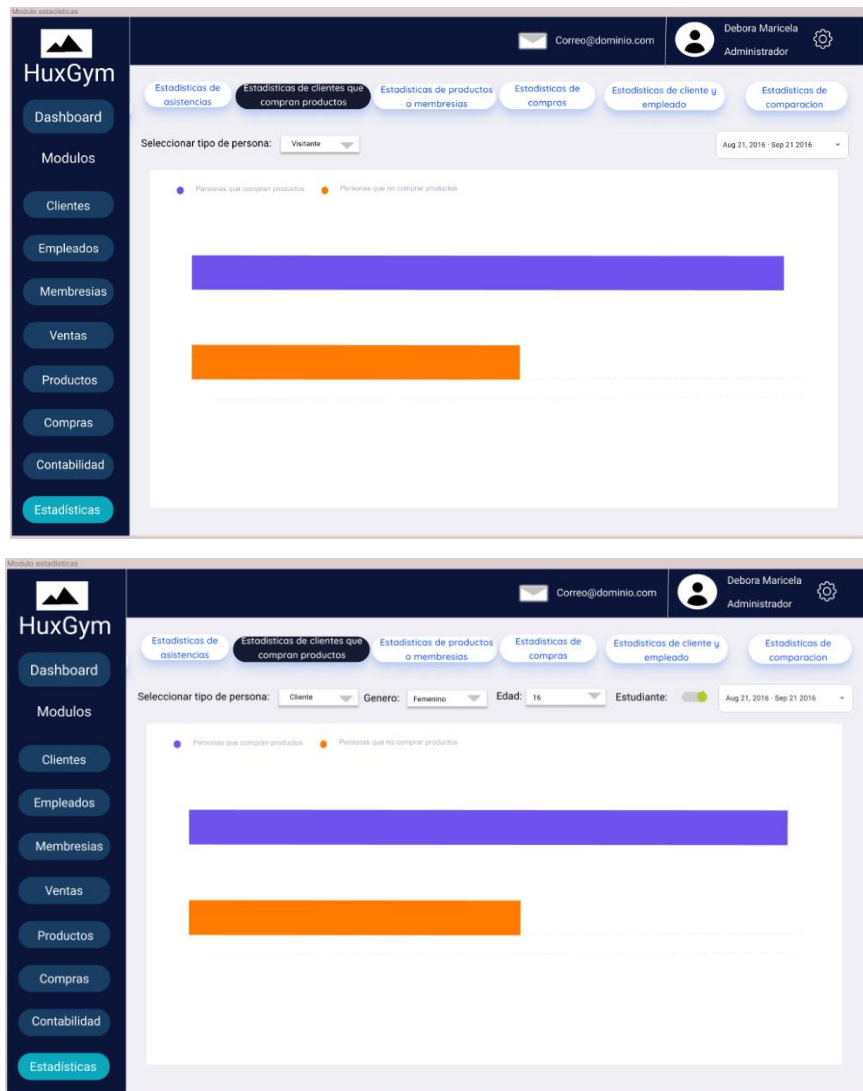 Modulo estadísticas
Correo@dominio.com
Debora Maricela
Administrador
HuxGym
Dashboard
Modulos
Clientes
Empleados
Membresias
Ventas
Productos
Compras
Contabilidad
Estadísticas
Estadisticas de
asistencias
Estadisticas de clientes que
compran productos
Estadisticas de productos
o membresias
Estadisticas de
compras
Estadisticas de cliente y
empleado
Estadisticas de
comparacion
Seleccionar tipo de persona: Visitante
Aug 21, 2016 - Sep 21 2016
Personas que compran productos Personas que no comprar productos
Modulo estadísticas
Correo@dominio.com
Debora Maricela
Administrador
HuxGym
Dashboard
Modulos
Clientes
Empleados
Membresias
Ventas
Productos
Compras
Contabilidad
Estadísticas
Estadisticas de
asistencias
Estadisticas de clientes que
compran productos
Estadisticas de productos
o membresias
Estadisticas de
compras
Estadisticas de cliente y
empleado
Estadisticas de
comparacion
Seleccionar tipo de persona: Cliente Genero: Femenino Edad: 16 Estudiante: Aug 21, 2016 - Sep 21 2016
Personas que compran productos Personas que no comprar productos